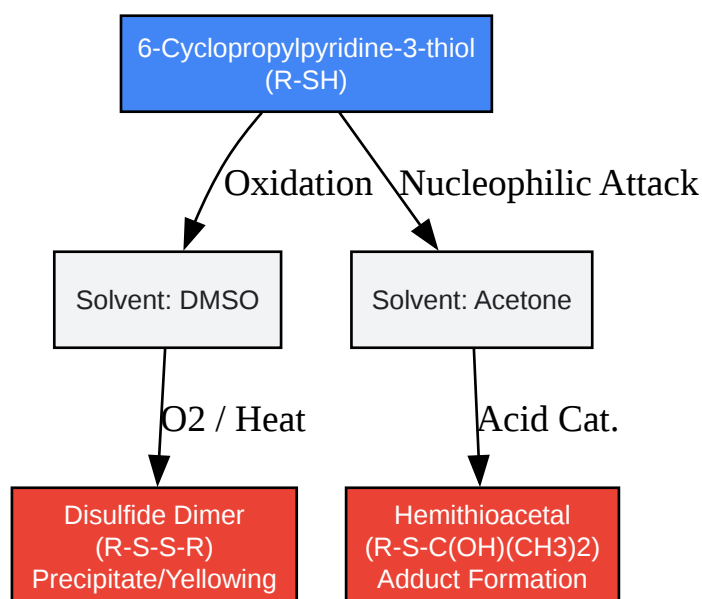 6-Cyclopropylpyridine-3-thiol
(R-SH)
Oxidation
Nucleophilic Attack
Solvent: DMSO
Solvent: Acetone
O2 / Heat
Acid Cat.
Disulfide Dimer
(R-S-S-R)
Precipitate/Yellowing
Hemithioacetal
(R-S-C(OH)(CH3)2)
Adduct Formation